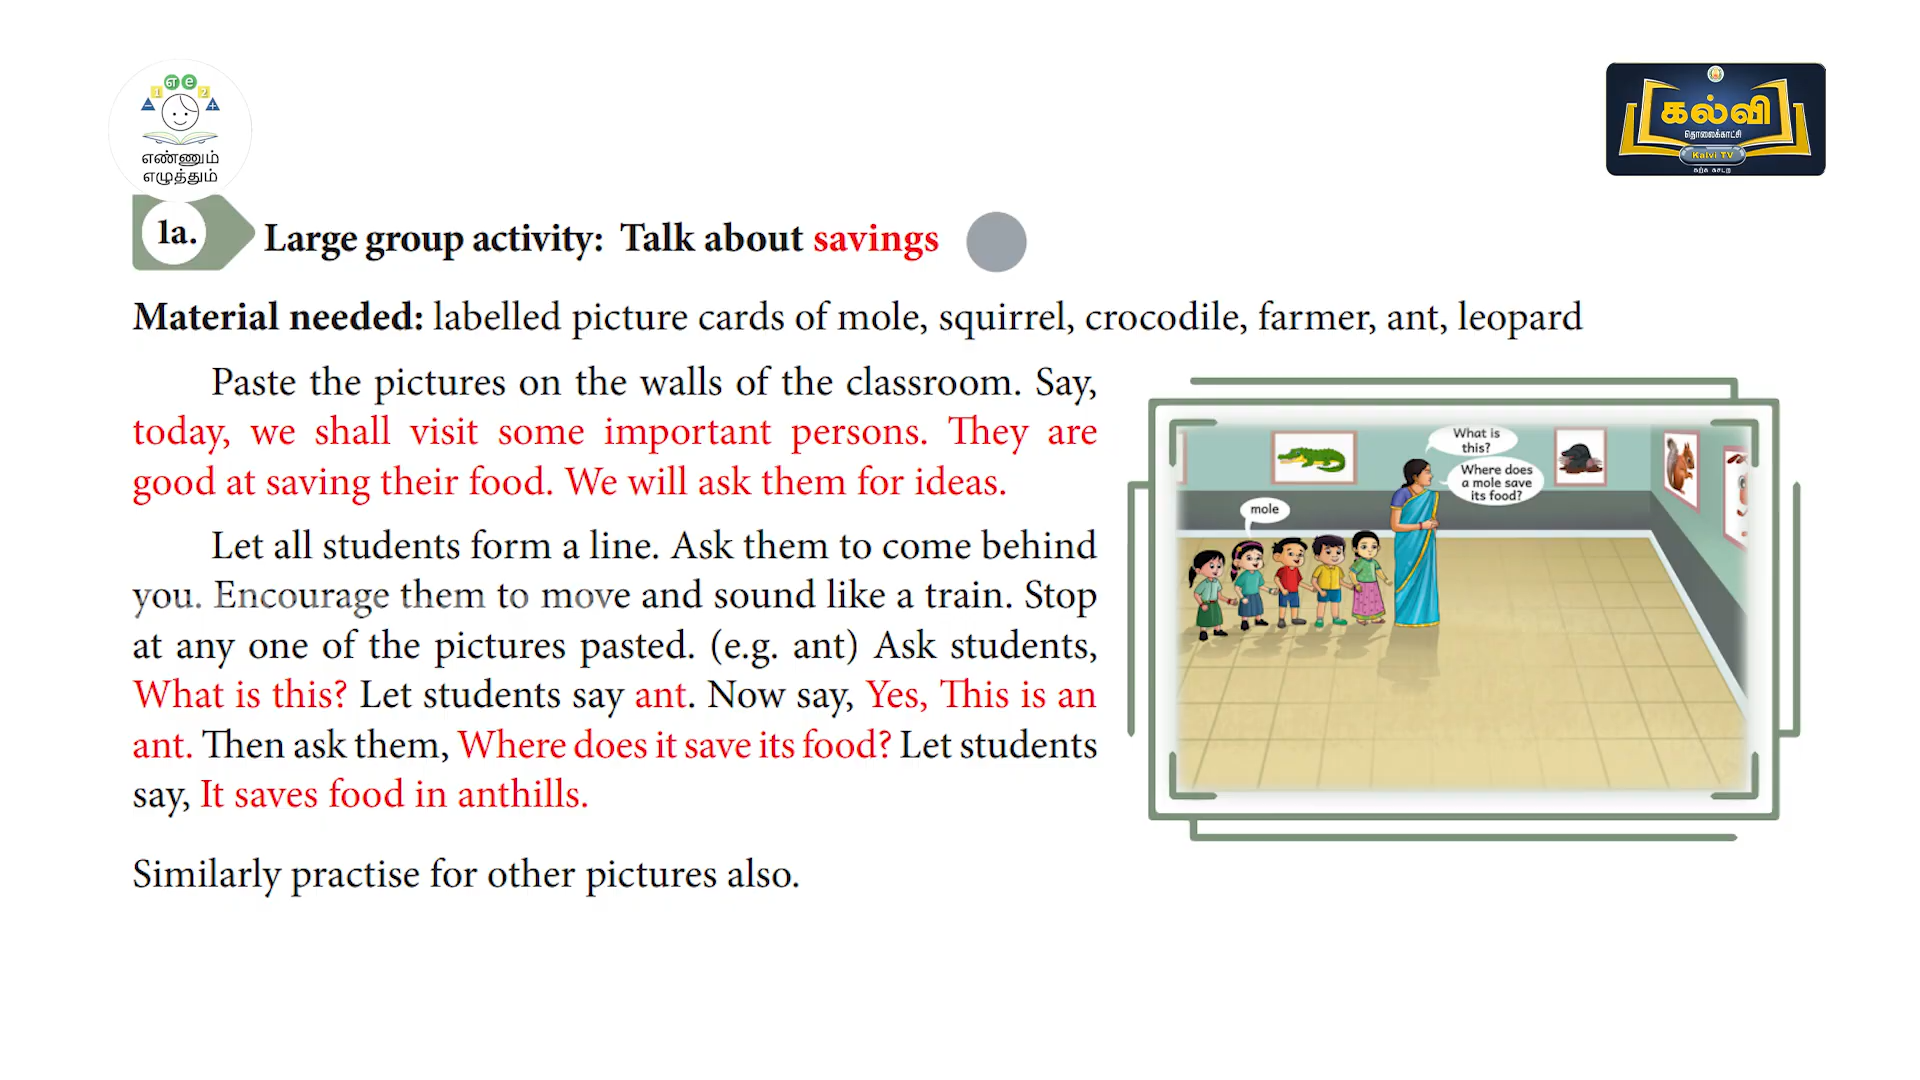 எ e
1 2
− +
எண்ணும்
எழுத்தும்
கல்வி
தொலைக்காட்சி
Kalvi TV
கற்க கசடற
1a. Large group activity: Talk about savings
Material needed: labelled picture cards of mole, squirrel, crocodile, farmer, ant, leopard
Paste the pictures on the walls of the classroom. Say,
today, we shall visit some important persons. They are
good at saving their food. We will ask them for ideas.
Let all students form a line. Ask them to come behind
you. Encourage them to move and sound like a train. Stop
at any one of the pictures pasted. (e.g. ant) Ask students,
What is this? Let students say ant. Now say, Yes, This is an
ant. Then ask them, Where does it save its food? Let students
say, It saves food in anthills.
Similarly practise for other pictures also.
What is
this?
Where does
a mole save
its food?
mole